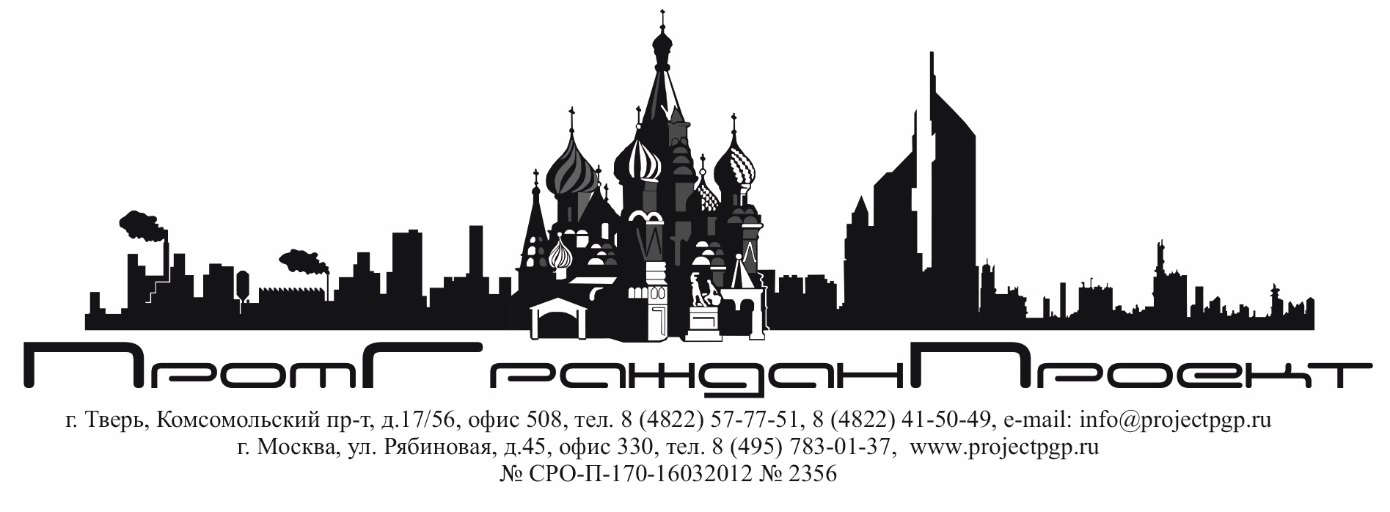 ПромГражданПроект
г. Тверь, Комсомольский пр-т, д.17/56, офис 508, тел. 8 (4822) 57-77-51, 8 (4822) 41-50-49, e-mail: info@projectpgp.ru
г. Москва, ул. Рябиновая, д.45, офис 330, тел. 8 (495) 783-01-37, www.projectpgp.ru
№ СРО-П-170-16032012 № 2356